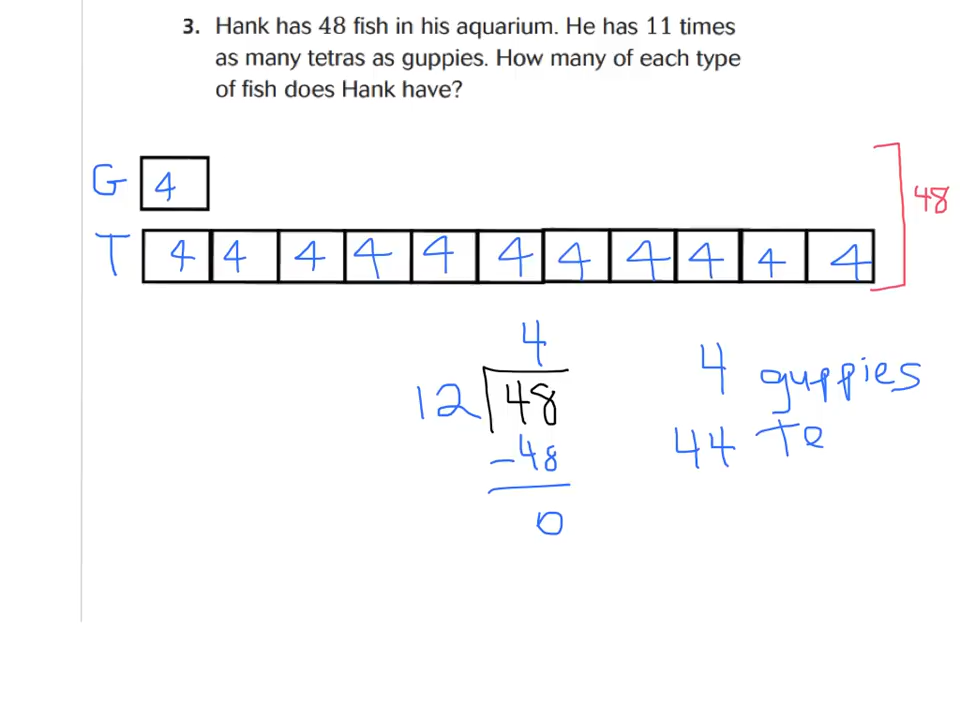 3. Hank has 48 fish in his aquarium. He has 11 times
as many tetras as guppies. How many of each type
of fish does Hank have?
G 4
48
T 4 4 4 4 4 4 4 4 4 4 4
4
12 48
-48
0
4 guppies
44 Te